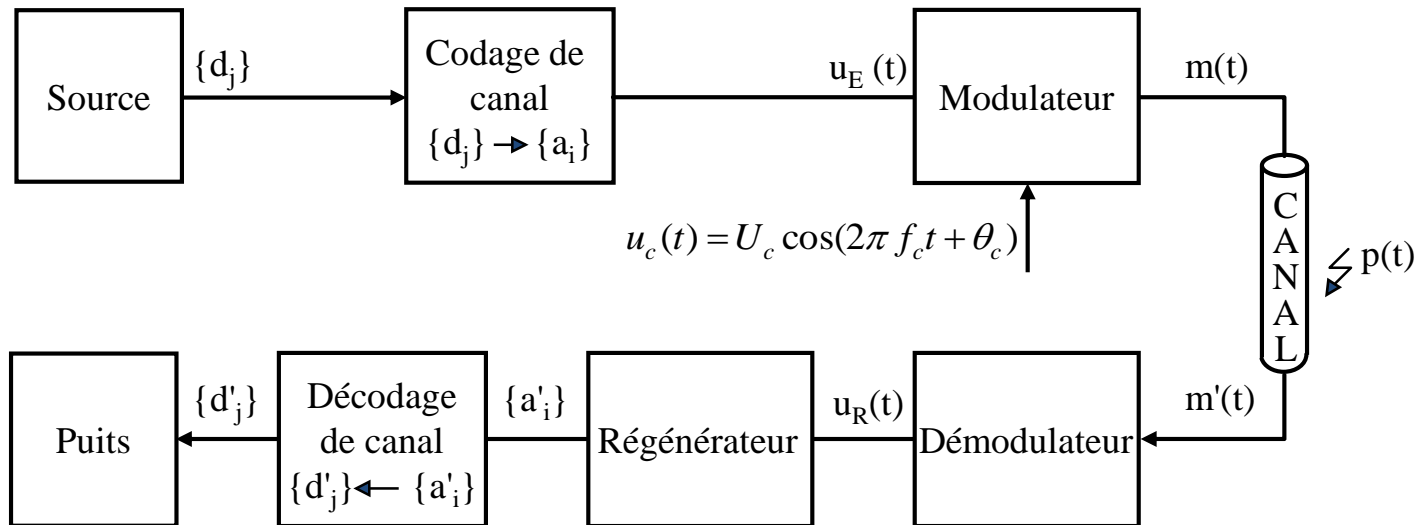 Source
{d_j}
Codage de
canal
{d_j} → {a_i}
u_E (t)
Modulateur
m(t)
u_c(t) = U_c cos(2π f_c t + θ_c)
CANAL
p(t)
Puits
{d'_j}
Décodage
de canal
{d'_j} ← {a'_i}
{a'_i}
Régénérateur
u_R(t)
Démodulateur
m'(t)